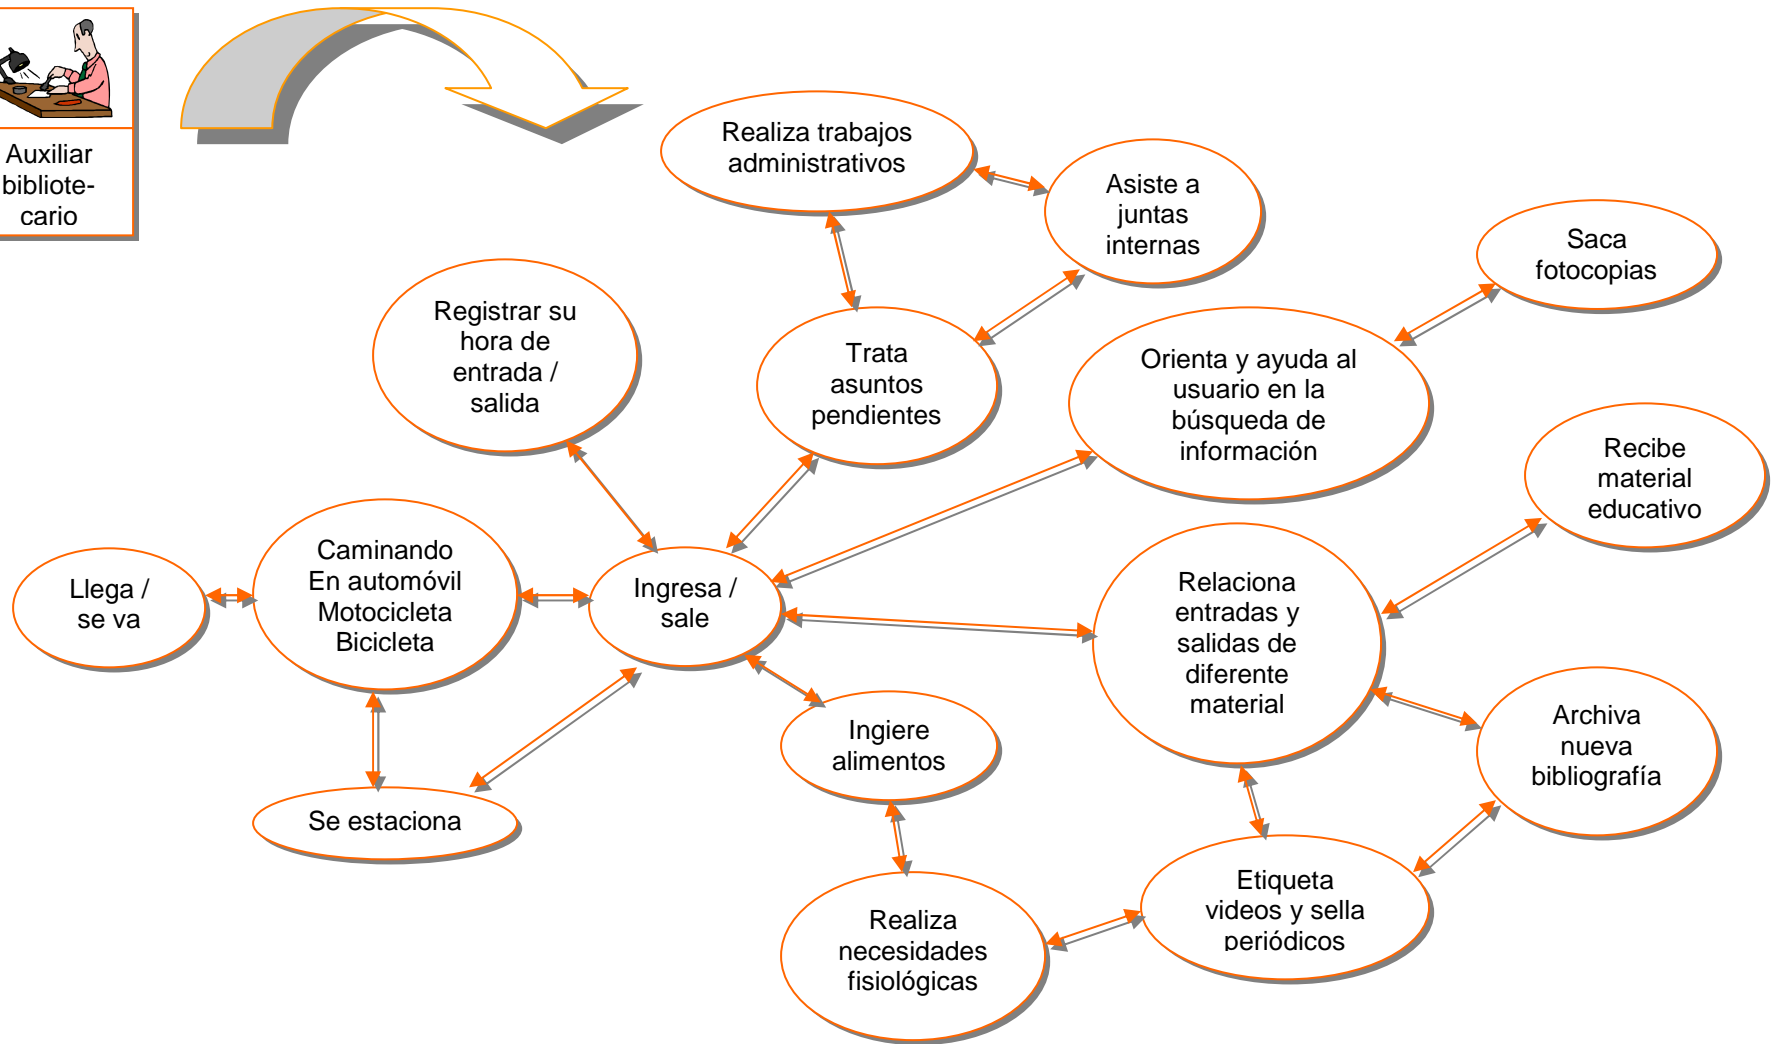 Auxiliar
bibliote-
cario
Realiza trabajos
administrativos
Asiste a
juntas
internas
Saca
fotocopias
Registrar su
hora de
entrada /
salida
Trata
asuntos
pendientes
Orienta y ayuda al
usuario en la
búsqueda de
información
Recibe
material
educativo
Llega /
se va
Caminando
En automóvil
Motocicleta
Bicicleta
Ingresa /
sale
Relaciona
entradas y
salidas de
diferente
material
Ingiere
alimentos
Archiva
nueva
bibliografía
Se estaciona
Realiza
necesidades
fisiológicas
Etiqueta
videos y sella
periódicos